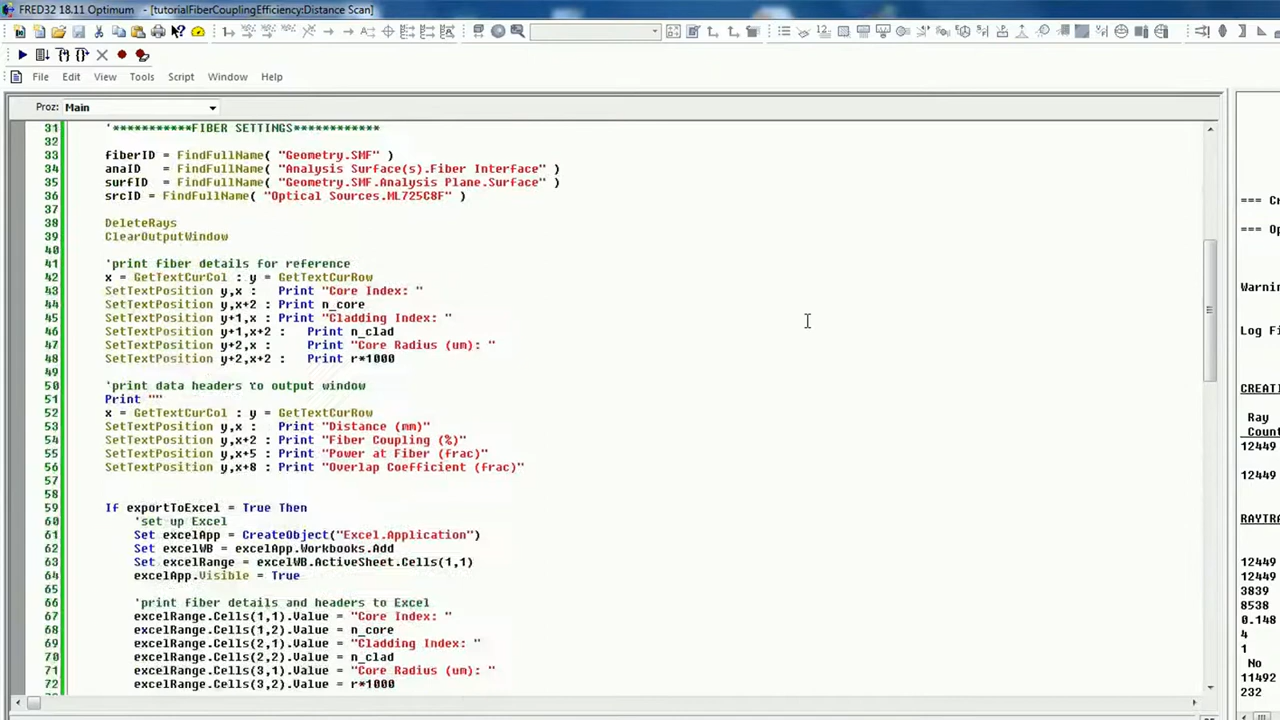 FRED32 18.11 Optimum - [tutorialFiberCouplingEfficiency:Distance Scan]
File Edit View Tools Script Window Help
Proz: Main
31 '***********FIBER SETTINGS************
32
33 fiberID = FindFullName( "Geometry.SMF" )
34 anaID = FindFullName( "Analysis Surface(s).Fiber Interface" )
35 surfID = FindFullName( "Geometry.SMF.Analysis Plane.Surface" )
36 srcID = FindFullName( "Optical Sources.ML725C8F" )
37
38 DeleteRays
39 ClearOutputWindow
40
41 'print fiber details for reference
42 x = GetTextCurCol : y = GetTextCurRow
43 SetTextPosition y,x : Print "Core Index: "
44 SetTextPosition y,x+2 : Print n_core
45 SetTextPosition y+1,x : Print "Cladding Index: "
46 SetTextPosition y+1,x+2 : Print n_clad
47 SetTextPosition y+2,x : Print "Core Radius (um): "
48 SetTextPosition y+2,x+2 : Print r*1000
49
50 'print data headers to output window
51 Print ""
52 x = GetTextCurCol : y = GetTextCurRow
53 SetTextPosition y,x : Print "Distance (mm)"
54 SetTextPosition y,x+2 : Print "Fiber Coupling (%)"
55 SetTextPosition y,x+5 : Print "Power at Fiber (frac)"
56 SetTextPosition y,x+8 : Print "Overlap Coefficient (frac)"
57
58
59 If exportToExcel = True Then
60 'set up Excel
61 Set excelApp = CreateObject("Excel.Application")
62 Set excelWB = excelApp.Workbooks.Add
63 Set excelRange = excelWB.ActiveSheet.Cells(1,1)
64 excelApp.Visible = True
65
66 'print fiber details and headers to Excel
67 excelRange.Cells(1,1).Value = "Core Index: "
68 excelRange.Cells(1,2).Value = n_core
69 excelRange.Cells(2,1).Value = "Cladding Index: "
70 excelRange.Cells(2,2).Value = n_clad
71 excelRange.Cells(3,1).Value = "Core Radius (um): "
72 excelRange.Cells(3,2).Value = r*1000
=== Cr
=== Op
Warnin
Log Fi
CREATI
Ray
Count
12449
12449
RAYTRA
12449
12449
3839
8538
0.148
4
1
No
11492
232